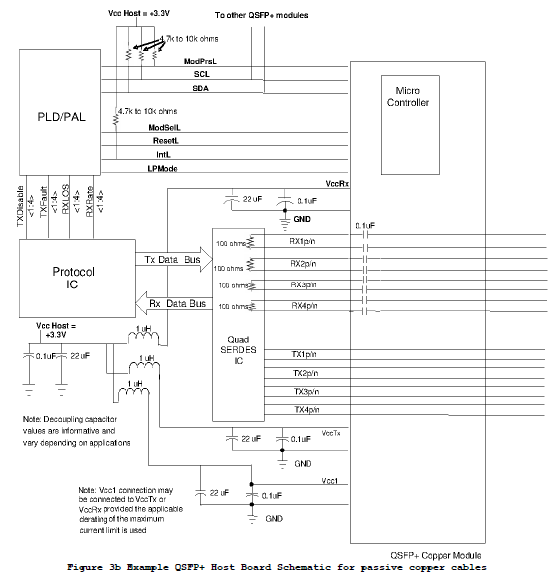 Vcc Host = +3.3V
To other QSFP+ modules
4.7k to 10k ohms
ModPrsL
SCL
SDA
PLD/PAL
Micro
Controller
4.7k to 10k ohms
ModSelL
ResetL
IntL
LPMode
TXDisable
<1:4>
TXFault
<1:4>
RXLOS
<1:4>
RXRate
<1:4>
VccRx
22 uF
0.1uF
GND
0.1uF
100 ohms
RX1p/n
Protocol
IC
Tx Data Bus
100 ohms
RX2p/n
100 ohms
RX3p/n
Rx Data Bus
100 ohms
RX4p/n
Vcc Host =
+3.3V
1 uH
Quad
SERDES
IC
0.1uF
22 uF
1 uH
TX1p/n
TX2p/n
1 uH
TX3p/n
TX4p/n
Note: Decoupling capacitor
values are informative and
vary depending on applications
VccTx
22 uF
0.1uF
GND
Vcc1
Note: Vcc1 connection may
be connected to VccTx or
VccRx provided the applicable
derating of the maximum
current limit is used
22 uF
0.1uF
GND
QSFP+ Copper Module
Figure 3b Example QSFP+ Host Board Schematic for passive copper cables